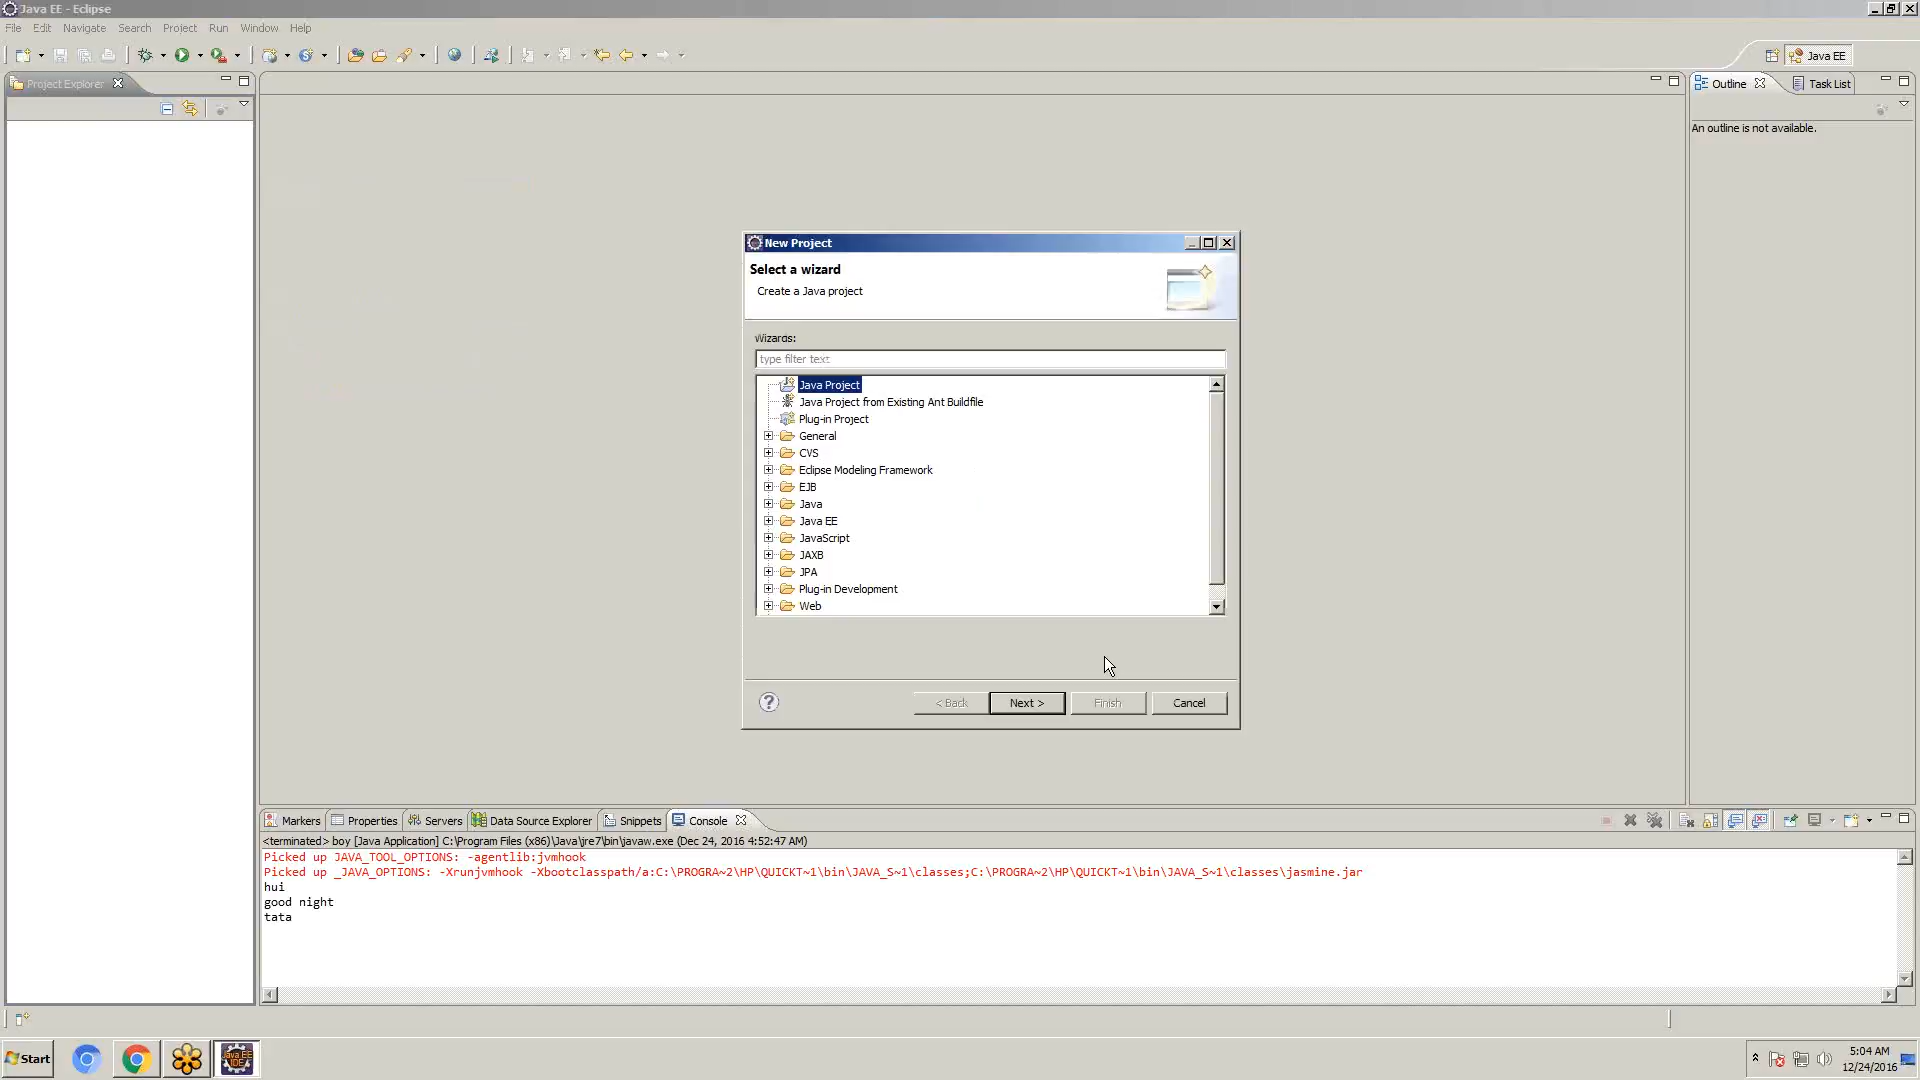 Java EE - Eclipse
File Edit Navigate Search Project Run Window Help
Java EE
Project Explorer
Outline
Task List
An outline is not available.
New Project
Select a wizard
Create a Java project
Wizards:
type filter text
Java Project
Java Project from Existing Ant Buildfile
Plug-in Project
General
CVS
Eclipse Modeling Framework
EJB
Java
Java EE
JavaScript
JAXB
JPA
Plug-in Development
Web
?
< Back
Next >
Finish
Cancel
Markers
Properties
Servers
Data Source Explorer
Snippets
Console
<terminated> boy [Java Application] C:\Program Files (x86)\Java\jre7\bin\javaw.exe (Dec 24, 2016 4:52:47 AM)
Picked up JAVA_TOOL_OPTIONS: -agentlib:jvmhook
Picked up _JAVA_OPTIONS: -Xrunjvmhook -Xbootclasspath/a:C:\PROGRA~2\HP\QUICKT~1\bin\JAVA_S~1\classes;C:\PROGRA~2\HP\QUICKT~1\bin\JAVA_S~1\classes\jasmine.jar
hui
good night
tata
Start
Java EE
IDE
5:04 AM
12/24/2016